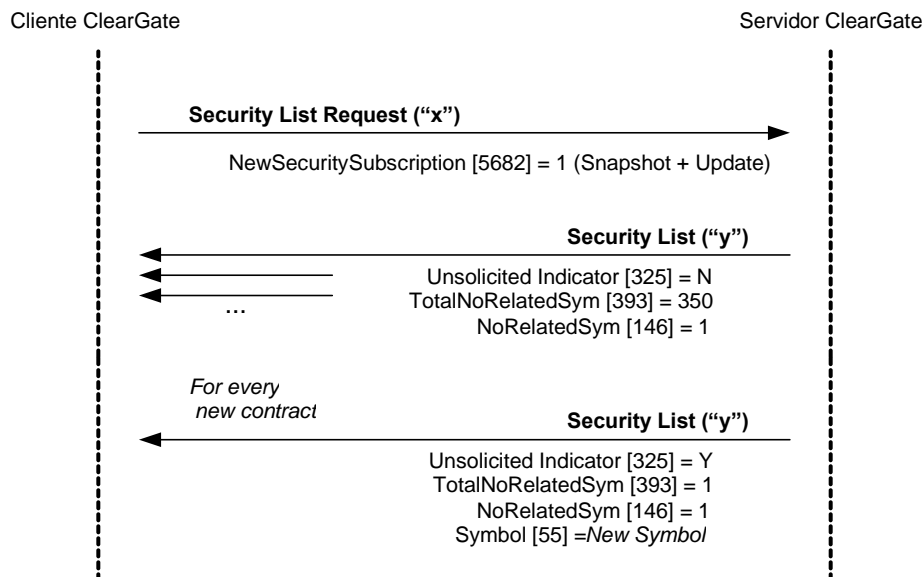 Cliente ClearGate
Servidor ClearGate
Security List Request (“x”)
NewSecuritySubscription [5682] = 1 (Snapshot + Update)
Security List (“y”)
Unsolicited Indicator [325] = N
TotalNoRelatedSym [393] = 350
NoRelatedSym [146] = 1
...
For every
new contract
Security List (“y”)
Unsolicited Indicator [325] = Y
TotalNoRelatedSym [393] = 1
NoRelatedSym [146] = 1
Symbol [55] =New Symbol